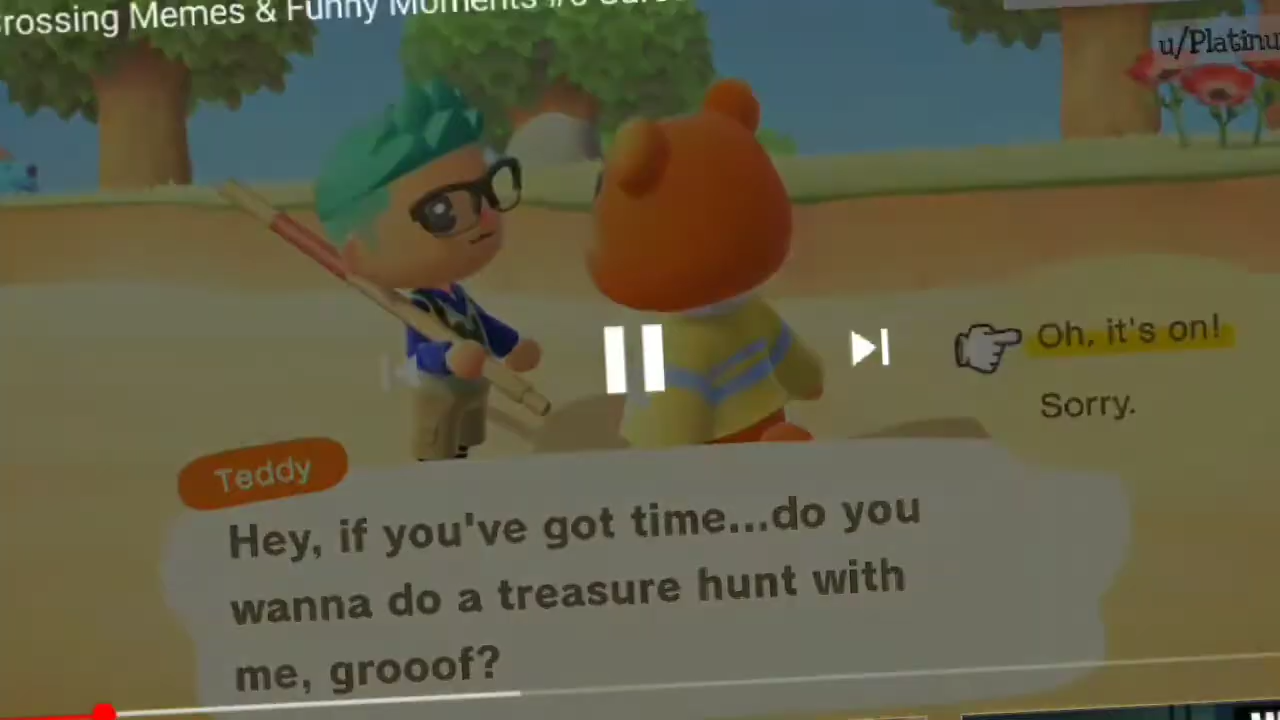 rossing Memes & Funny Moments
u/Platinu
Oh, it's on!
Sorry.
Teddy
Hey, if you've got time...do you
wanna do a treasure hunt with
me, grooof?